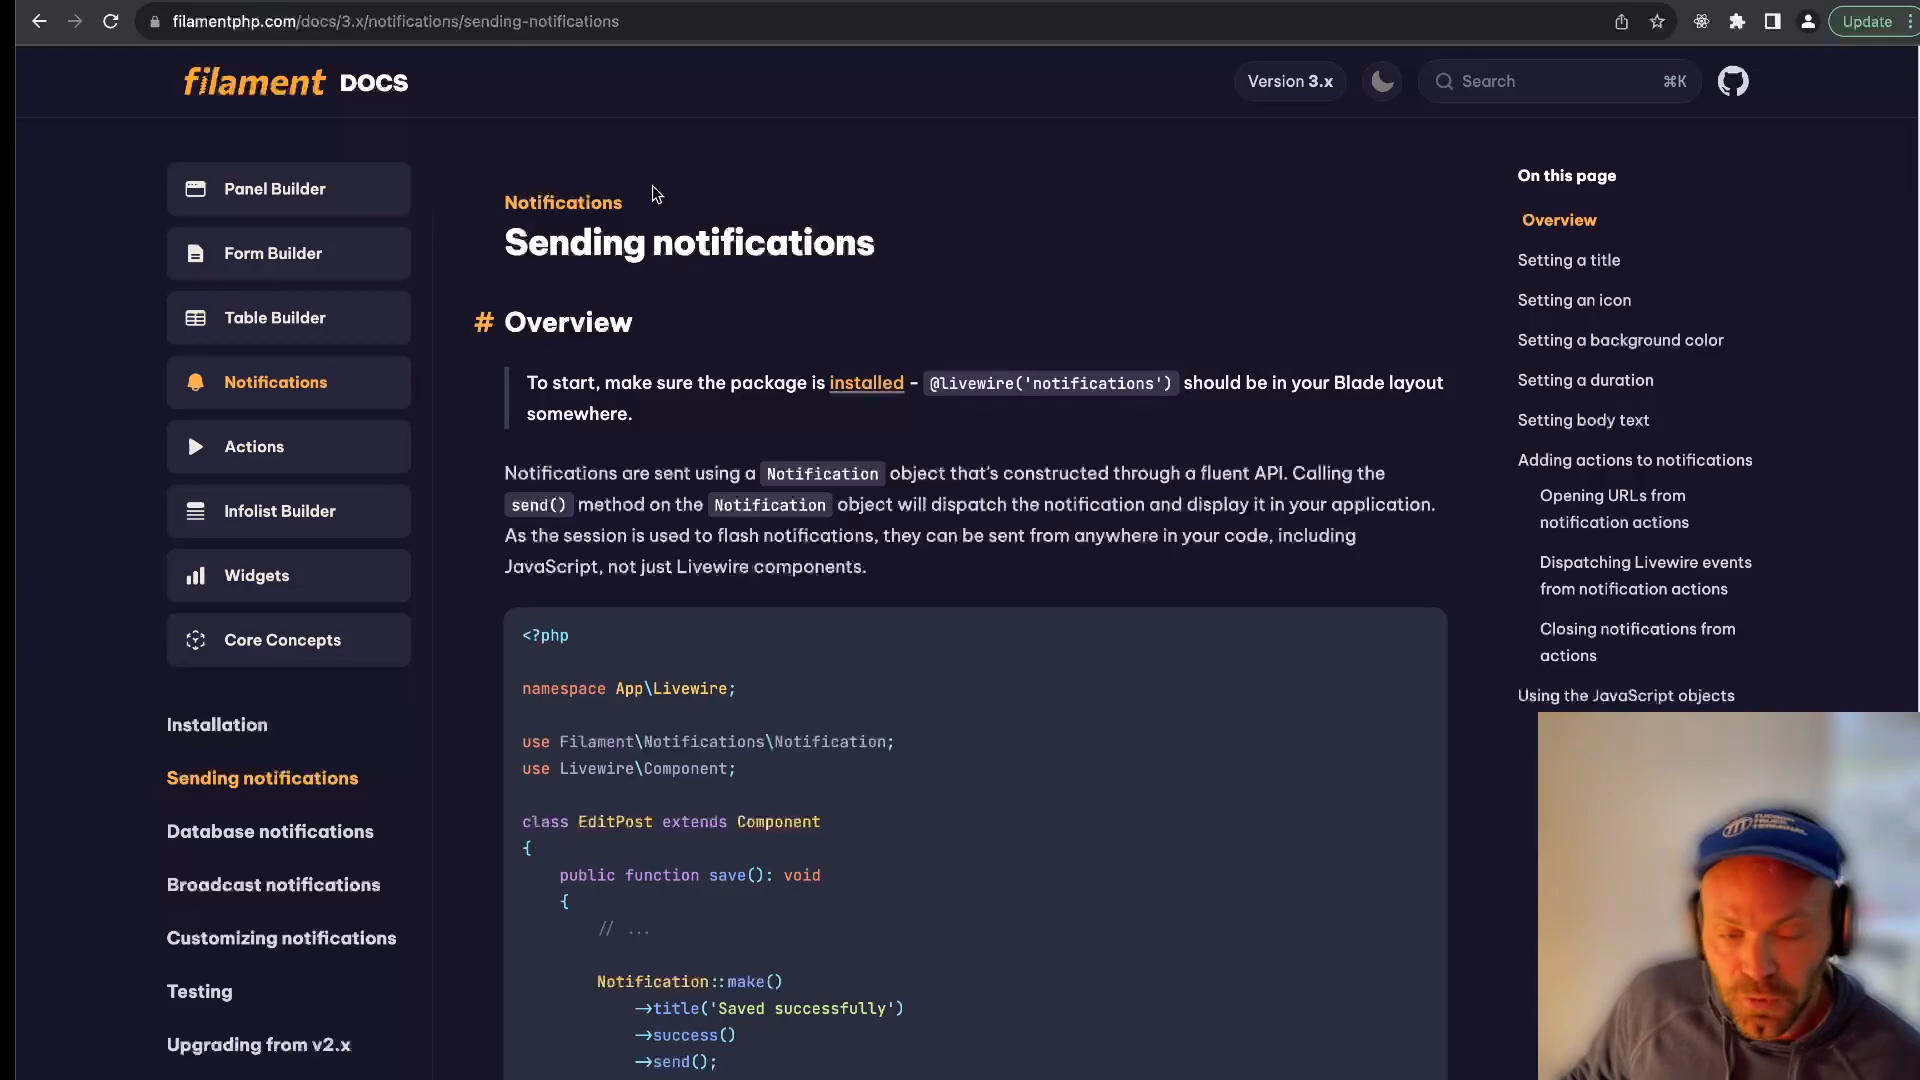 filamentphp.com/docs/3.x/notifications/sending-notifications
Update
filament DOCS
Version 3.x
Search
⌘K
Panel Builder
Form Builder
Table Builder
Notifications
Actions
Infolist Builder
Widgets
Core Concepts
Installation
Sending notifications
Database notifications
Broadcast notifications
Customizing notifications
Testing
Upgrading from v2.x
Notifications
Sending notifications
# Overview
To start, make sure the package is installed - @livewire('notifications') should be in your Blade layout
somewhere.
Notifications are sent using a Notification object that's constructed through a fluent API. Calling the
send() method on the Notification object will dispatch the notification and display it in your application.
As the session is used to flash notifications, they can be sent from anywhere in your code, including
JavaScript, not just Livewire components.
<?php
namespace App\Livewire;
use Filament\Notifications\Notification;
use Livewire\Component;
class EditPost extends Component
{
public function save(): void
{
// ...
Notification::make()
->title('Saved successfully')
->success()
->send();
On this page
Overview
Setting a title
Setting an icon
Setting a background color
Setting a duration
Setting body text
Adding actions to notifications
Opening URLs from
notification actions
Dispatching Livewire events
from notification actions
Closing notifications from
actions
Using the JavaScript objects
TERMINAL